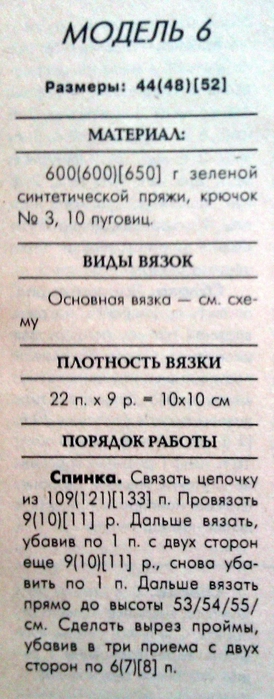 МОДЕЛЬ 6
Размеры: 44(48)[52]
МАТЕРИАЛ:
600(600)[650] г зеленой
синтетической пряжи, крючок
№ 3, 10 пуговиц.
ВИДЫ ВЯЗОК
Основная вязка — см. схе-
му
ПЛОТНОСТЬ ВЯЗКИ
22 п. х 9 р. = 10х10 см
ПОРЯДОК РАБОТЫ
Спинка. Связать цепочку
из 109(121)[133] п. Провязать
9(10)[11] р. Дальше вязать,
убавив по 1 п. с двух сторон
еще 9(10)[11] р., снова уба-
вить по 1 п. Дальше вязать
прямо до высоты 53/54/55/
см. Сделать вырез проймы,
убавив в три приема с двух
сторон по 6(7)[8] п.